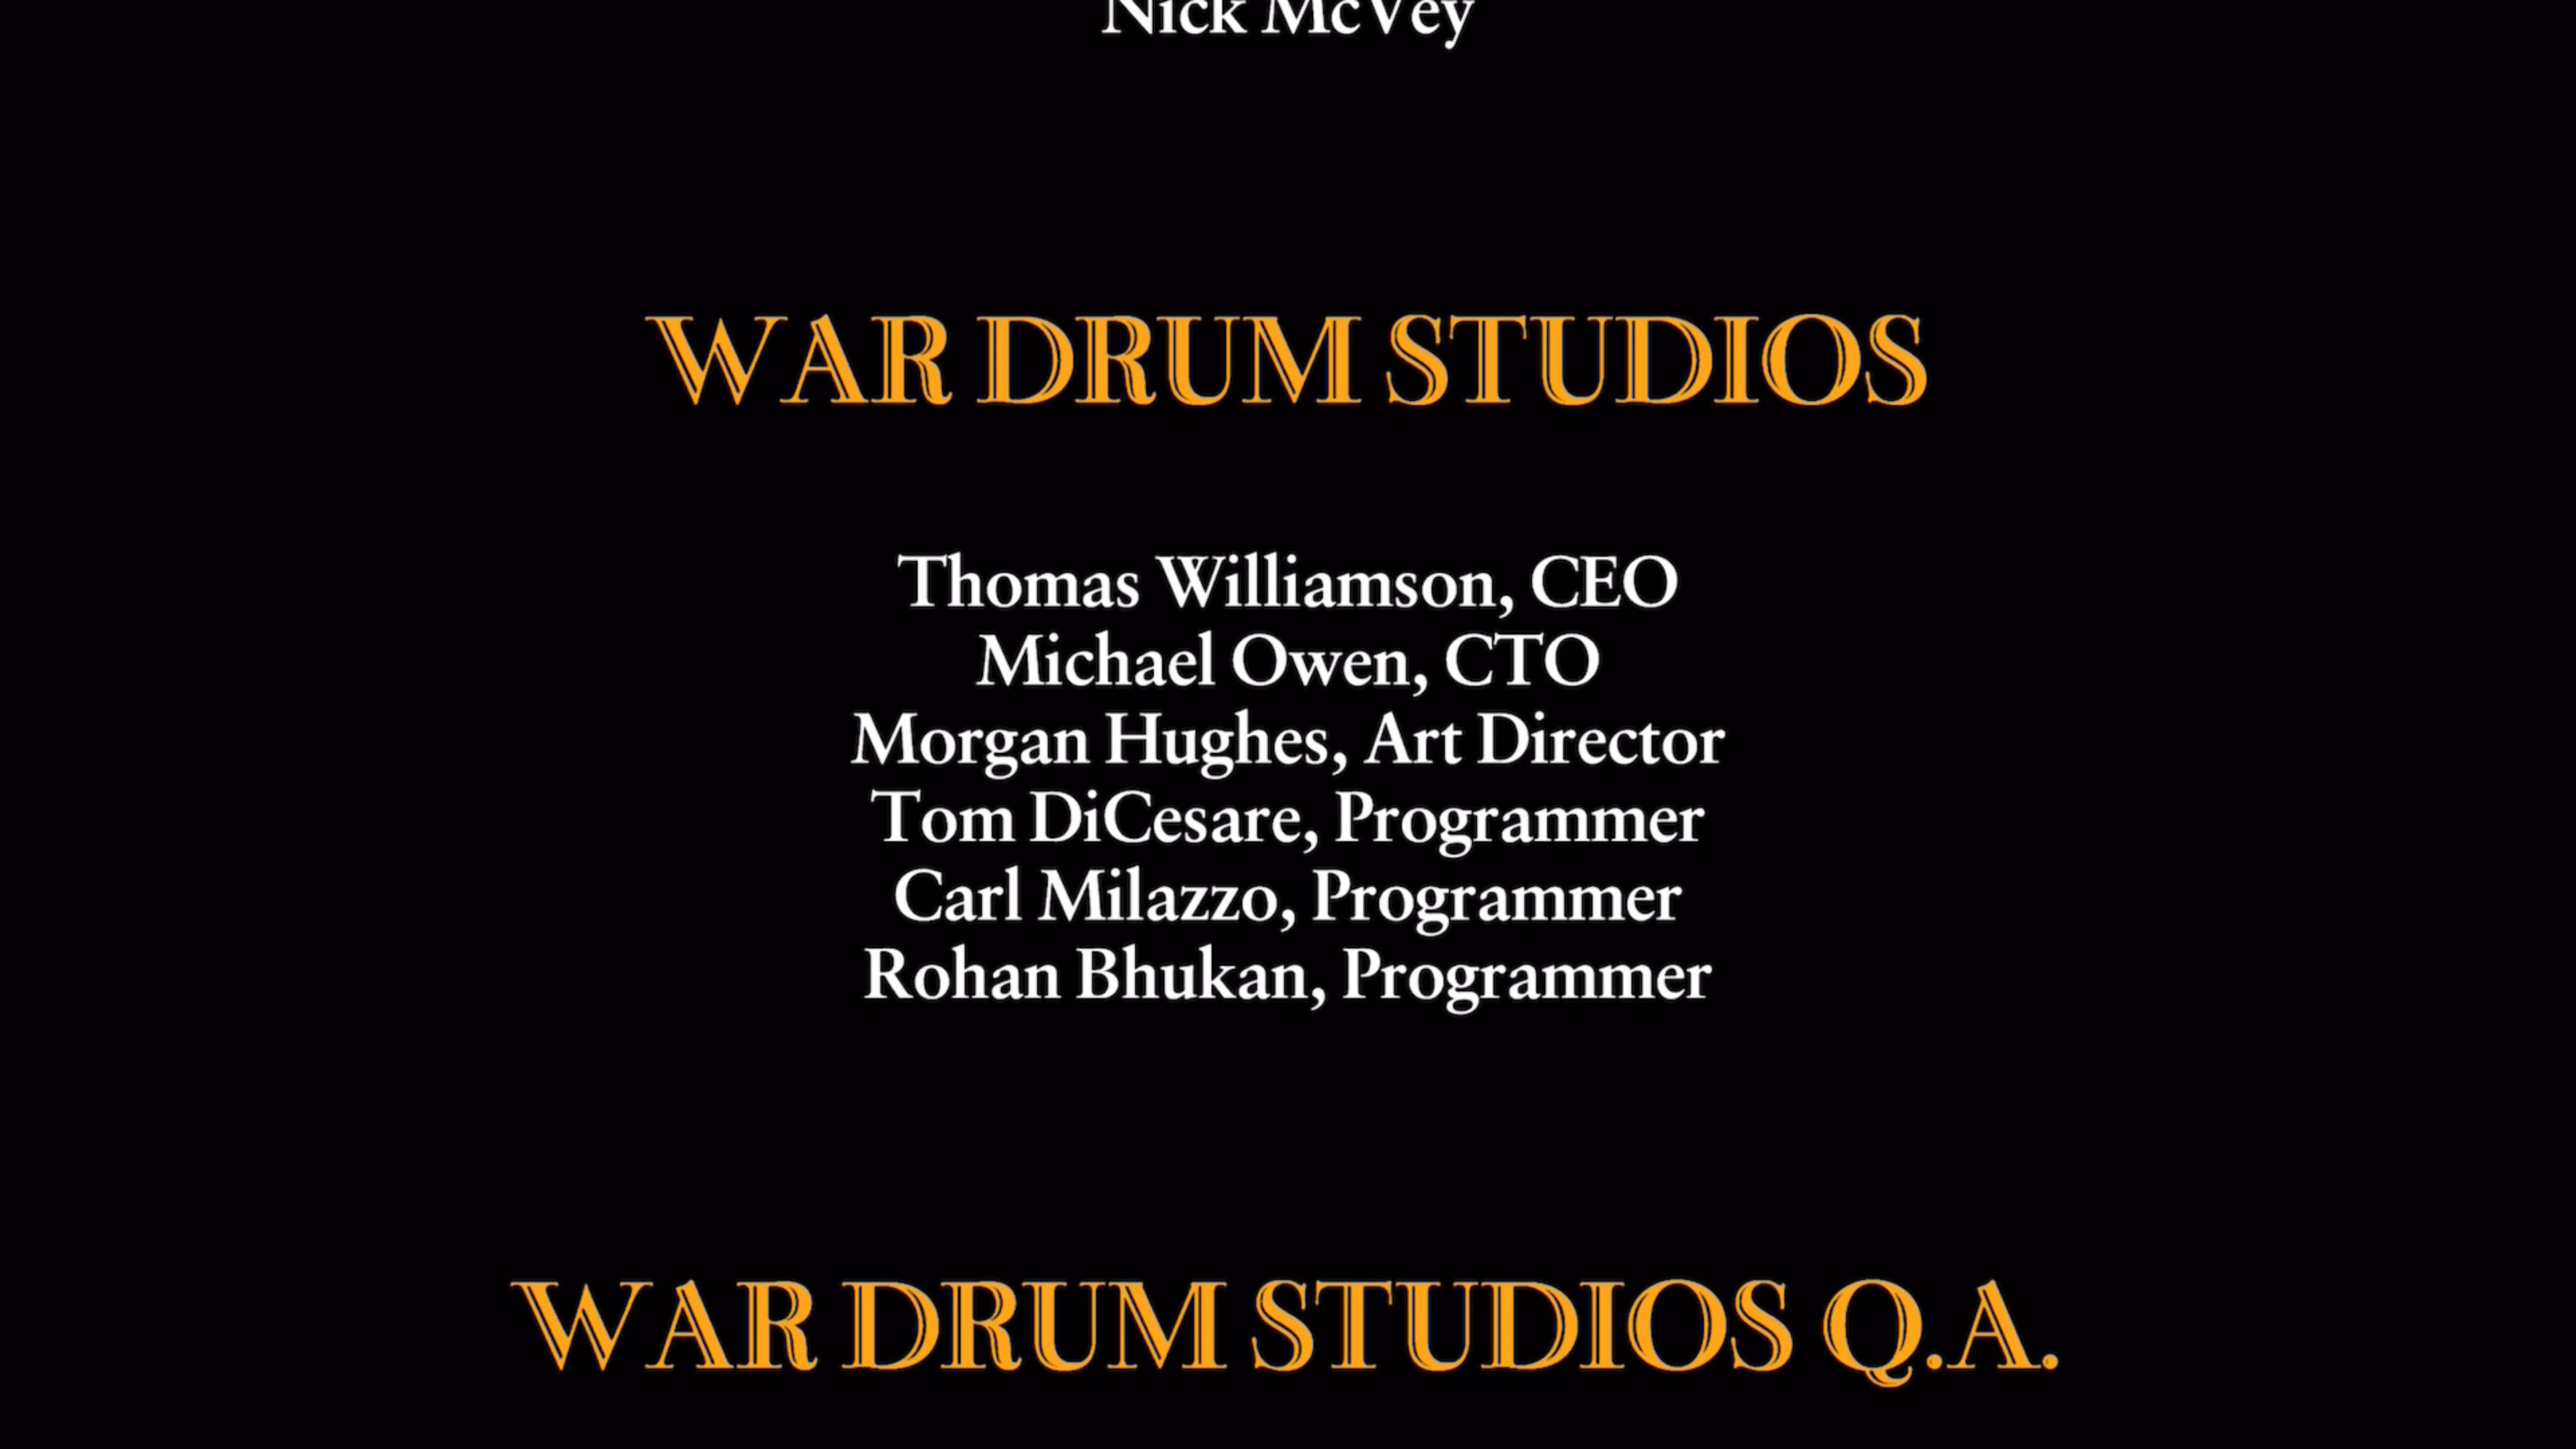 Nick McVey
WAR DRUM STUDIOS
Thomas Williamson, CEO
Michael Owen, CTO
Morgan Hughes, Art Director
Tom DiCesare, Programmer
Carl Milazzo, Programmer
Rohan Bhukan, Programmer
WAR DRUM STUDIOS Q.A.